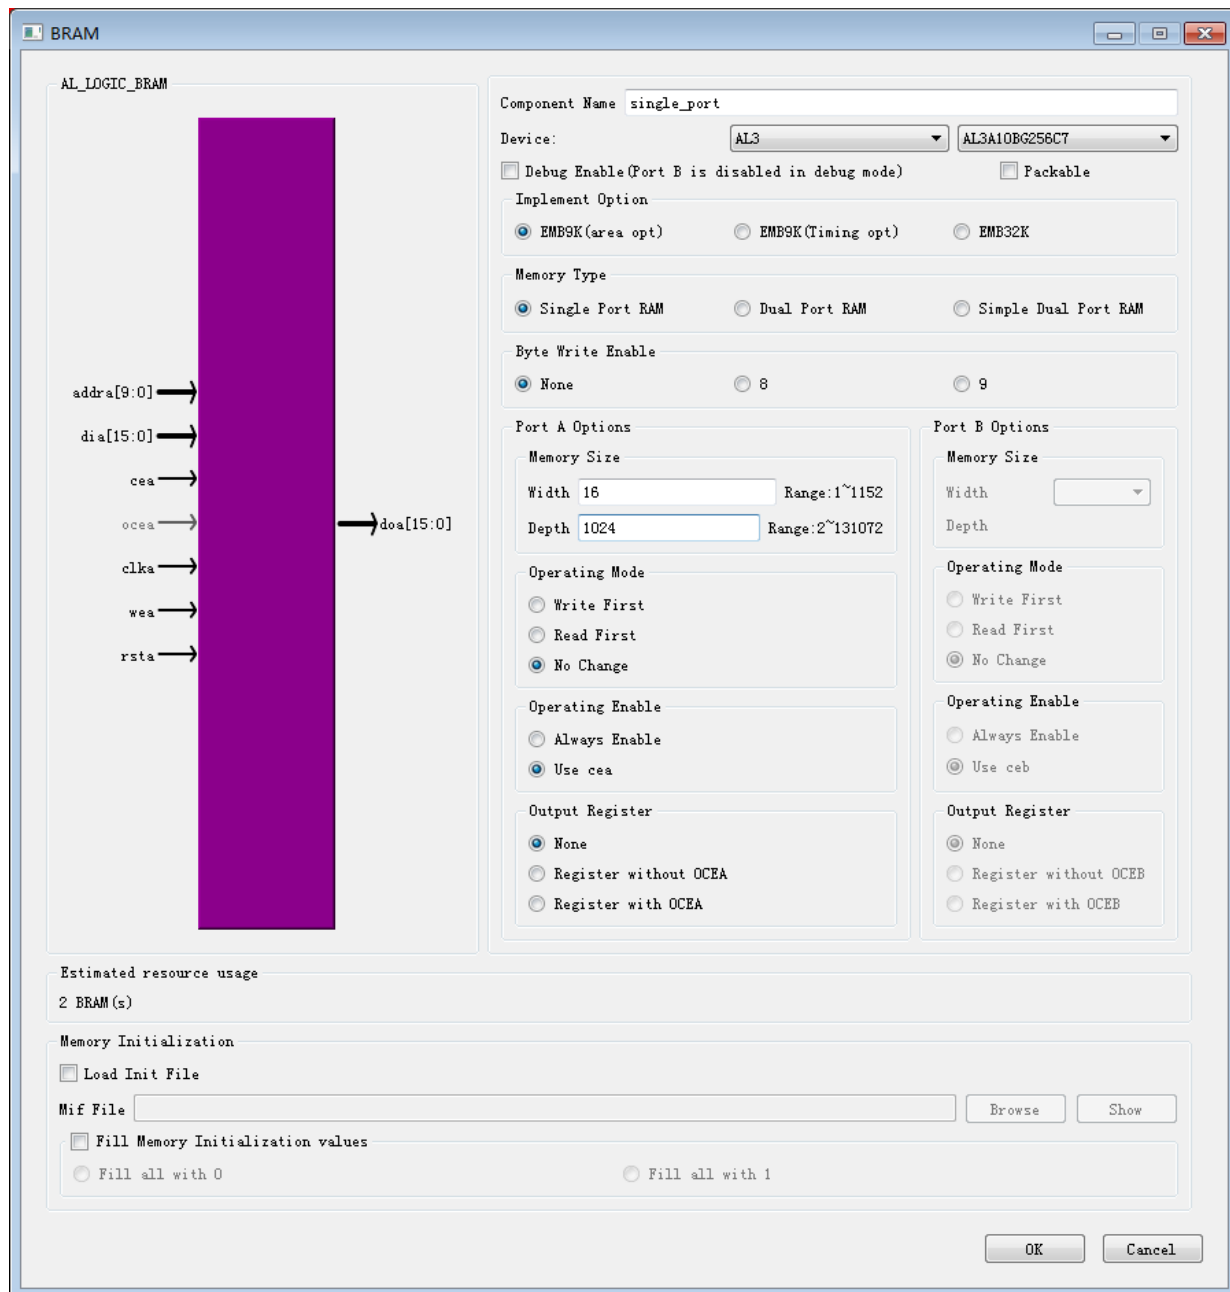 BRAM
AL_LOGIC_BRAM
addra[9:0]
dia[15:0]
cea
ocea
clka
wea
rsta
doa[15:0]
Component Name single_port
Device: AL3 AL3A10BG256C7
Debug Enable(Port B is disabled in debug mode) Packable
Implement Option
EMB9K(area opt) EMB9K(Timing opt) EMB32K
Memory Type
Single Port RAM Dual Port RAM Simple Dual Port RAM
Byte Write Enable
None 8 9
Port A Options
Memory Size
Width 16 Range:1~1152
Depth 1024 Range:2~131072
Operating Mode
Write First
Read First
No Change
Operating Enable
Always Enable
Use cea
Output Register
None
Register without OCEA
Register with OCEA
Port B Options
Memory Size
Width
Depth
Operating Mode
Write First
Read First
No Change
Operating Enable
Always Enable
Use ceb
Output Register
None
Register without OCEB
Register with OCEB
Estimated resource usage
2 BRAM(s)
Memory Initialization
Load Init File
Mif File Browse Show
Fill Memory Initialization values
Fill all with 0 Fill all with 1
OK Cancel